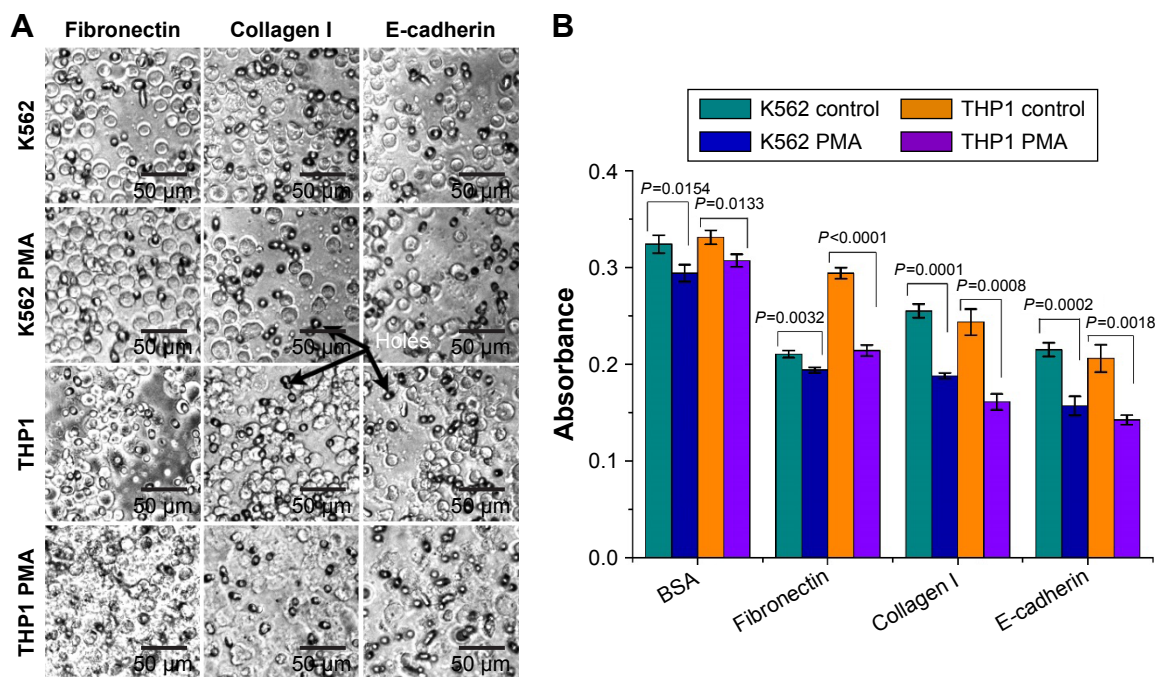 A
Fibronectin Collagen I E-cadherin
K562
50 µm 50 µm 50 µm
K562 PMA
50 µm 50 µm 50 µm
Holes
THP1
50 µm 50 µm 50 µm
THP1 PMA
50 µm 50 µm 50 µm
B
K562 control THP1 control
K562 PMA THP1 PMA
Absorbance
0.4
0.3
0.2
0.1
0.0
P=0.0154
P=0.0133
P=0.0032
P<0.0001
P=0.0001
P=0.0008
P=0.0002
P=0.0018
BSA
Fibronectin
Collagen I
E-cadherin